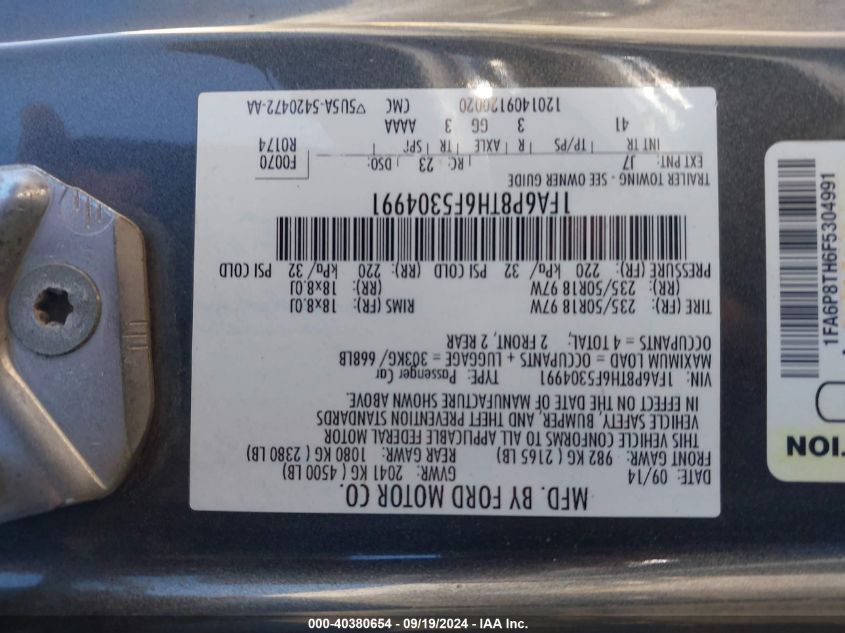 MFD. BY FORD MOTOR CO.
DATE: 09/14 GVWR: 2041 KG ( 4500 LB)
FRONT GAWR: 982 KG ( 2165 LB) REAR GAWR: 1080 KG ( 2380 LB)
THIS VEHICLE CONFORMS TO ALL APPLICABLE FEDERAL MOTOR
VEHICLE SAFETY, BUMPER, AND THEFT PREVENTION STANDARDS
IN EFFECT ON THE DATE OF MANUFACTURE SHOWN ABOVE.
VIN: 1FA6P8TH6F5304991 TYPE: Passenger Car
MAXIMUM LOAD = OCCUPANTS + LUGGAGE = 303KG/ 668LB
OCCUPANTS = 4 TOTAL: 2 FRONT, 2 REAR
TIRE (FR) 235/50R18 97W RIMS (FR): 18x8.0J
(RR) 235/50R18 97W (RR): 18x8.0J
PRESSURE (FR) 220 kPa/ 32 PSI COLD (RR) 220 kPa/ 32 PSI COLD
1FA6P8TH6F5304991
TRAILER TOWING - SEE OWNER GUIDE
EXT PNT: J7 RC: 23 DSO: F0070
INT TR TP/PS R AXLE TR SPR R0174
41 3 GG 3 AAAA
1201409120020 CMC ▽5U5A-5420472-AA
1FA6P8TH6F5304991
TION
000-40380654 - 09/19/2024 - IAA Inc.